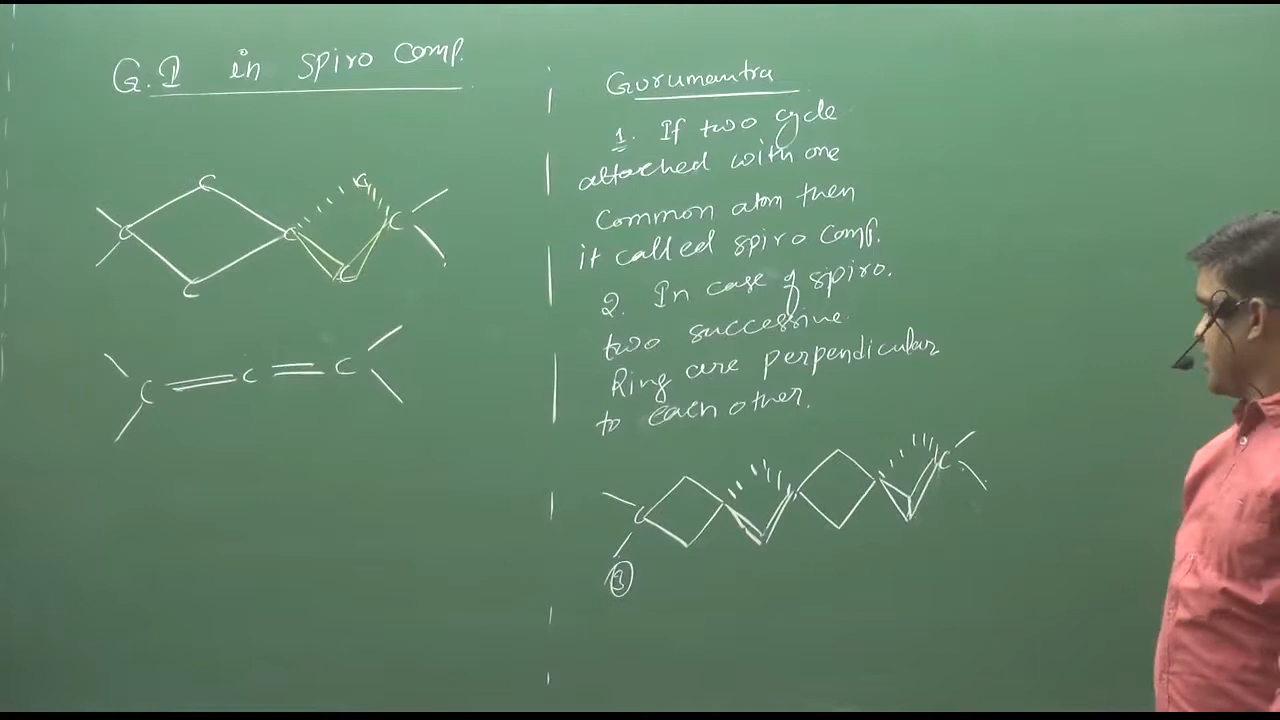 G.I in spiro comp.
C
C
C
C
C
C
C
C = C = C
Gurumantra
1. If two cycle
attached with one
Common atom then
it called spiro comp.
2. In case of spiro.
two successive
Ring are perpendicular
to each other.
C
C
3